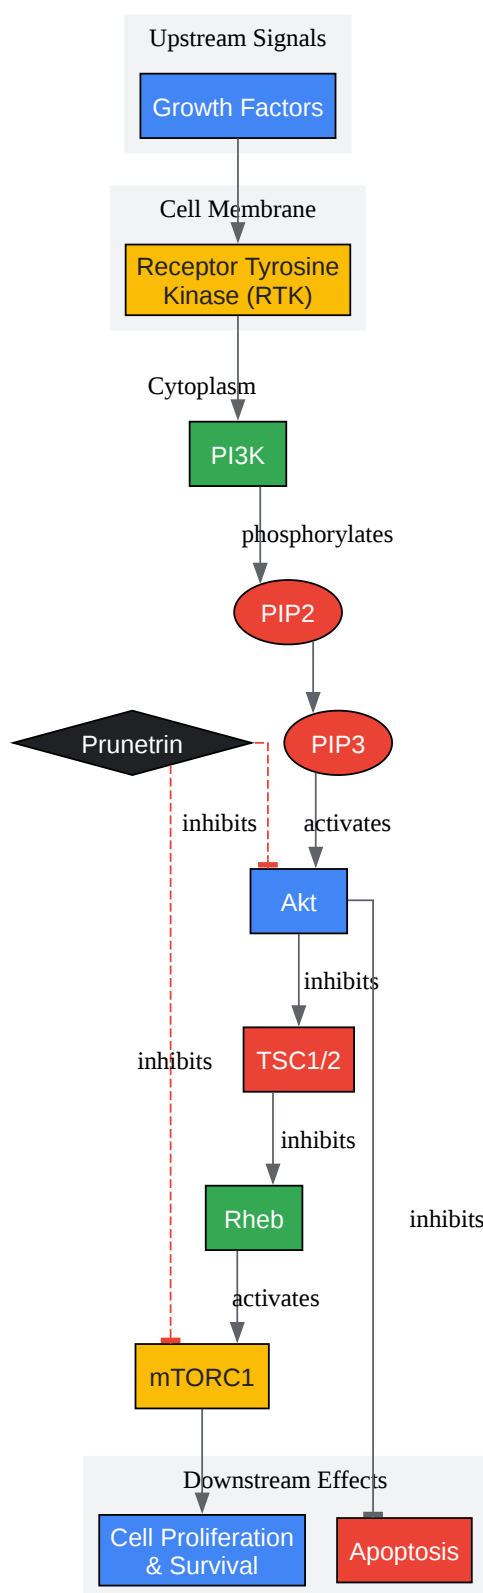 Upstream Signals
Growth Factors
Cell Membrane
Receptor Tyrosine
Kinase (RTK)
Cytoplasm
PI3K
phosphorylates
PIP2
Prunetrin
PIP3
inhibits
activates
Akt
inhibits
TSC1/2
inhibits
inhibits
Rheb
inhibits
activates
mTORC1
Downstream Effects
Cell Proliferation
& Survival
Apoptosis